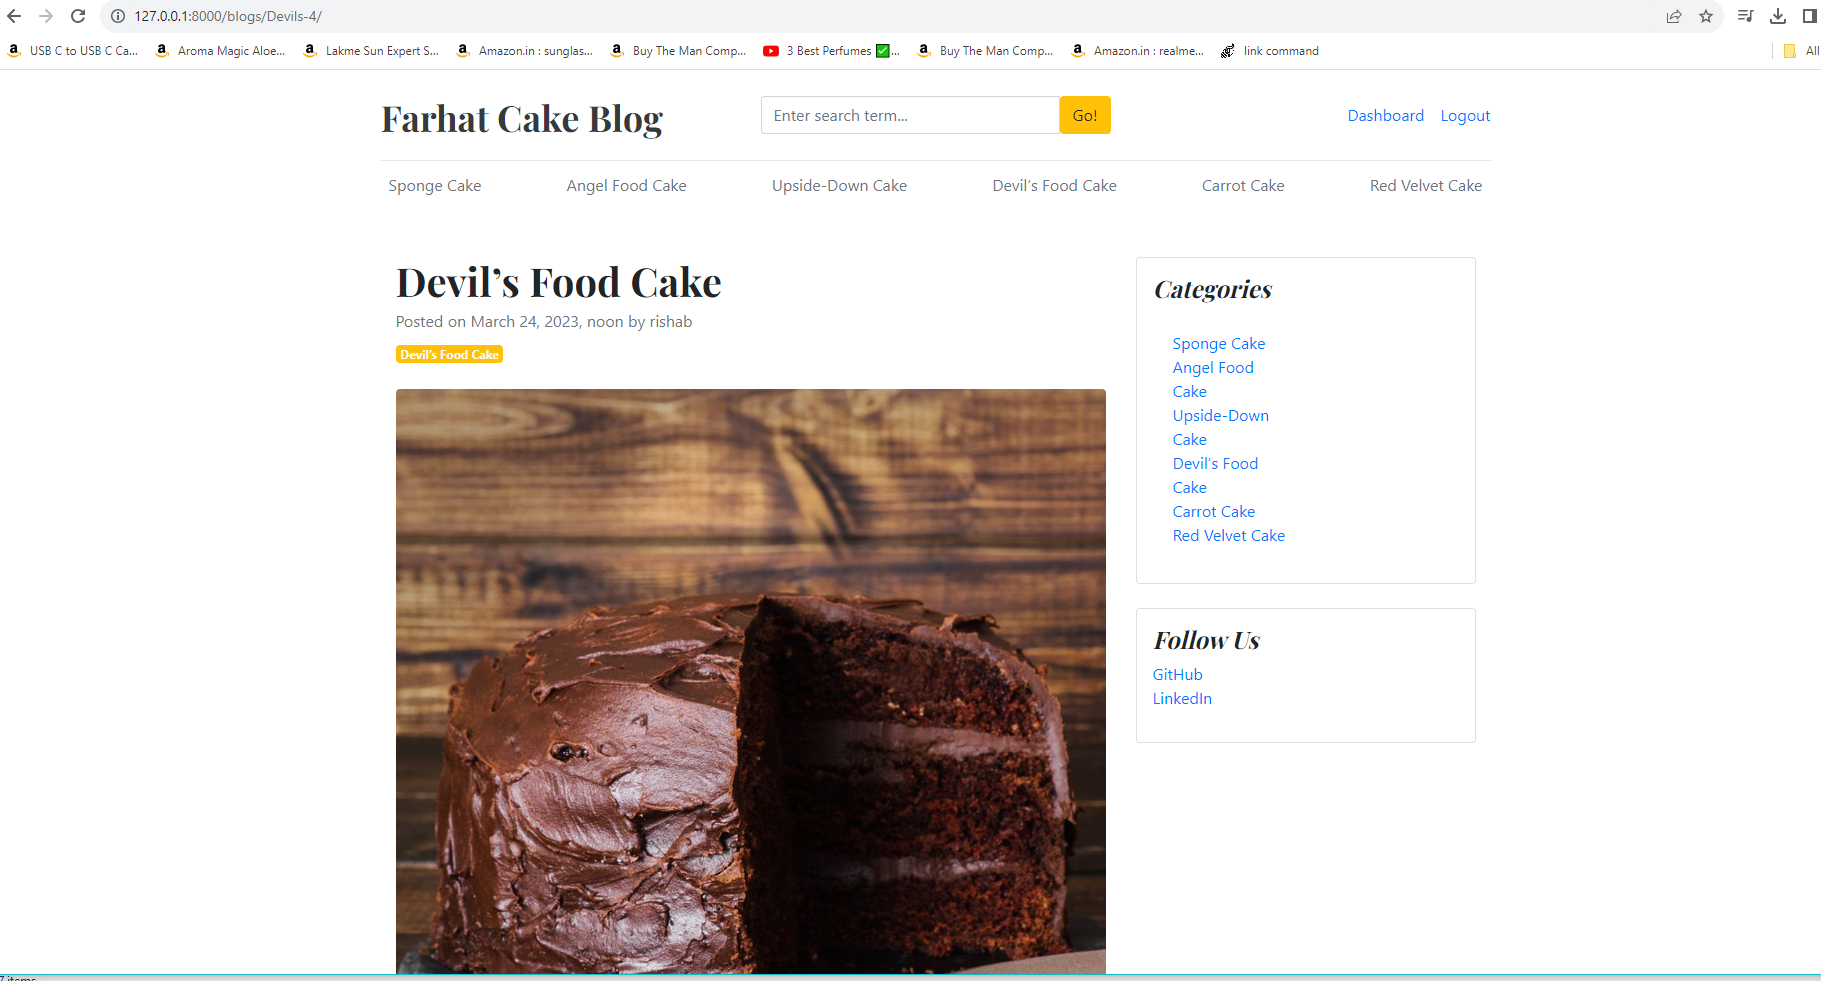 127.0.0.1:8000/blogs/Devils-4/
USB C to USB C Ca...
Aroma Magic Aloe...
Lakme Sun Expert S...
Amazon.in : sunglas...
Buy The Man Comp...
3 Best Perfumes ✅...
Buy The Man Comp...
Amazon.in : realme...
link command
All
Farhat Cake Blog
Enter search term...
Go!
Dashboard
Logout
Sponge Cake
Angel Food Cake
Upside-Down Cake
Devil's Food Cake
Carrot Cake
Red Velvet Cake
Devil’s Food Cake
Posted on March 24, 2023, noon by rishab
Devil's Food Cake
Categories
Sponge Cake
Angel Food
Cake
Upside-Down
Cake
Devil's Food
Cake
Carrot Cake
Red Velvet Cake
Follow Us
GitHub
LinkedIn
7 items